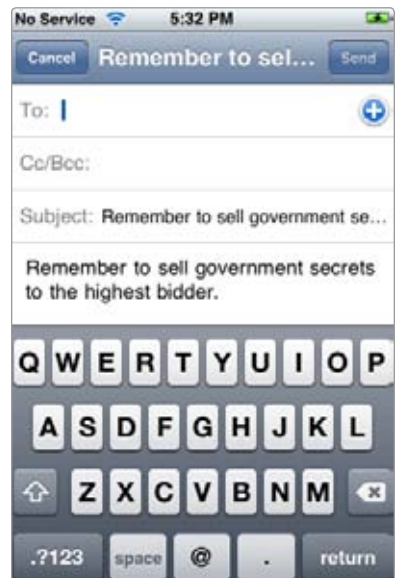 No Service 5:32 PM
Cancel Remember to sel... Send
To:
Cc/Bcc:
Subject: Remember to sell government se...
Remember to sell government secrets
to the highest bidder.
Q W E R T Y U I O P
A S D F G H J K L
Z X C V B N M
.?123 space @ . return